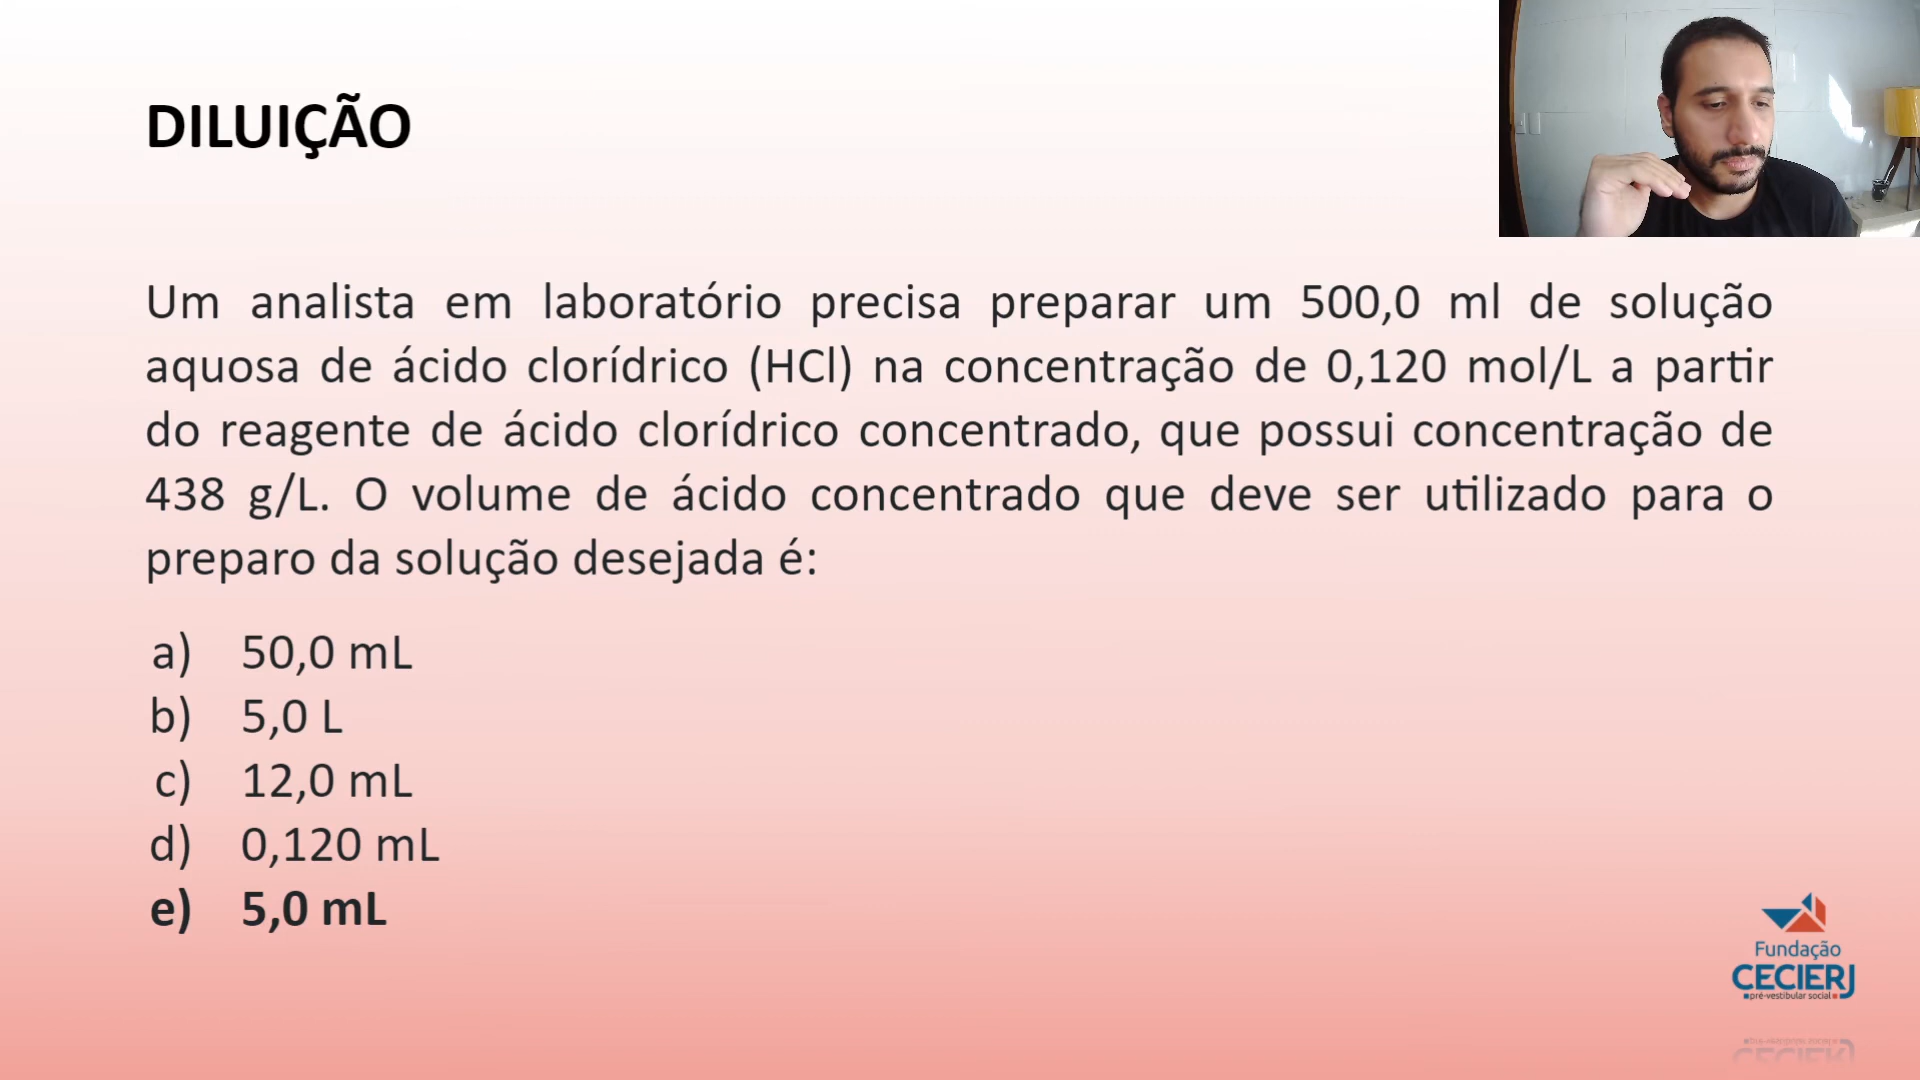 DILUIÇÃO
Um analista em laboratório precisa preparar um 500,0 ml de solução
aquosa de ácido clorídrico (HCl) na concentração de 0,120 mol/L a partir
do reagente de ácido clorídrico concentrado, que possui concentração de
438 g/L. O volume de ácido concentrado que deve ser utilizado para o
preparo da solução desejada é:
a) 50,0 mL
b) 5,0 L
c) 12,0 mL
d) 0,120 mL
e) 5,0 mL
Fundação
CECIERJ
pré-vestibular social